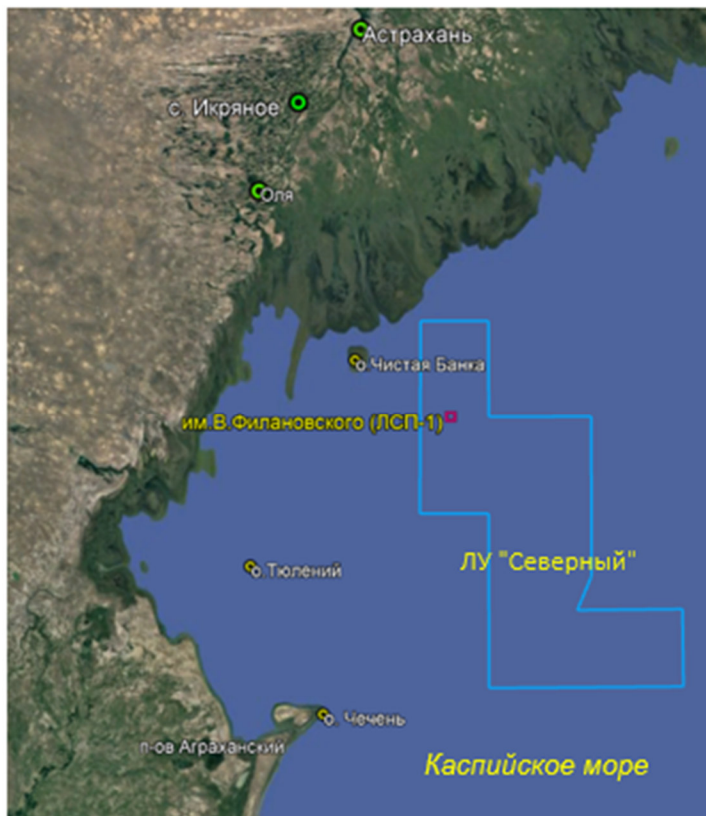 Астрахань
с. Икряное
Оля
о.Чистая Банка
им.В.Филановского (ЛСП-1)
ЛУ "Северный"
о.Тюлений
о. Чечень
п-ов Аграханский
Каспийское море